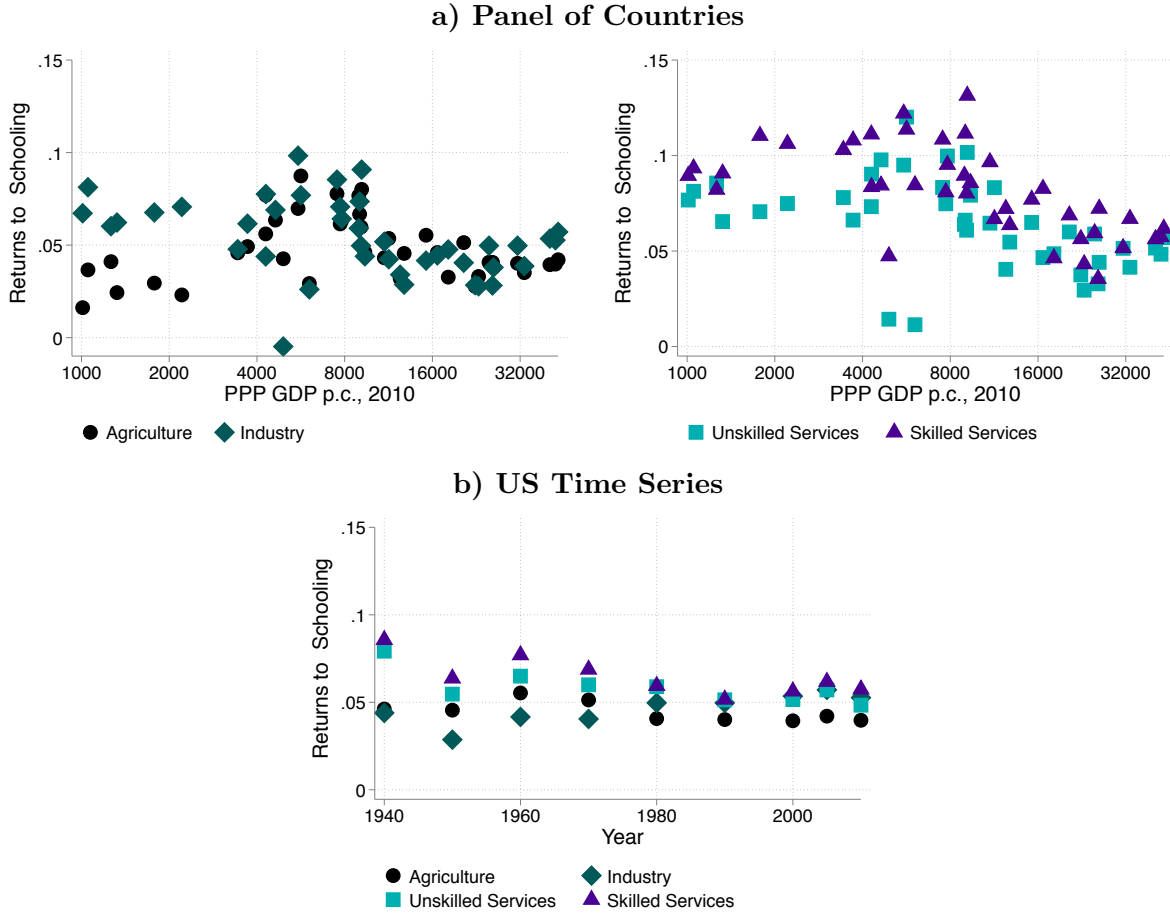 a) Panel of Countries
Returns to Schooling
.15
.1
.05
0
1000 2000 4000 8000 16000 32000
PPP GDP p.c., 2010
Agriculture Industry
Returns to Schooling
.15
.1
.05
0
1000 2000 4000 8000 16000 32000
PPP GDP p.c., 2010
Unskilled Services Skilled Services
b) US Time Series
Returns to Schooling
.15
.1
.05
0
1940 1960 1980 2000
Year
Agriculture Industry
Unskilled Services Skilled Services